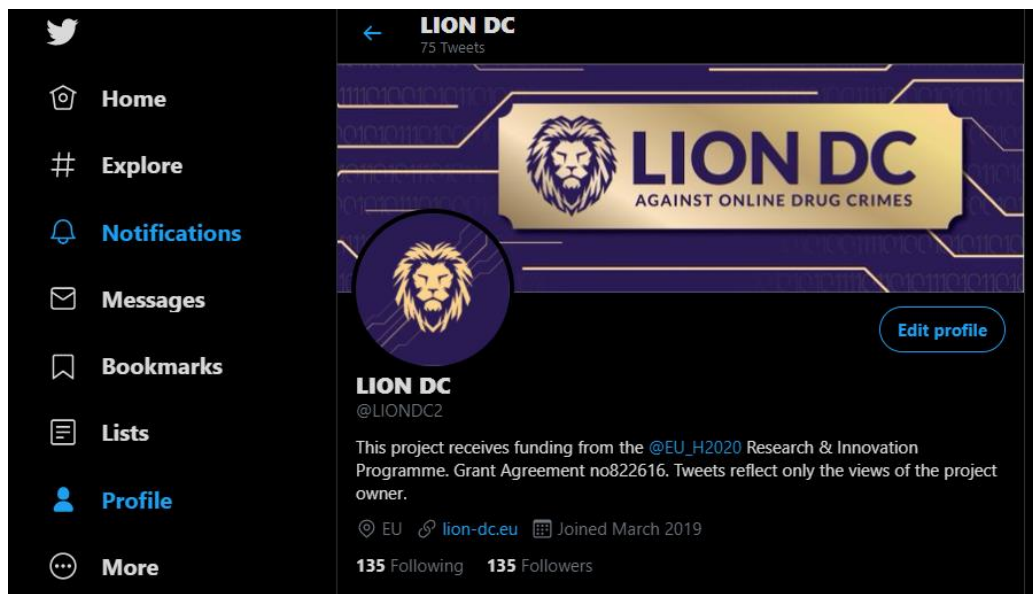 Home
Explore
Notifications
Messages
Bookmarks
Lists
Profile
More
LION DC
75 Tweets
LION DC
AGAINST ONLINE DRUG CRIMES
Edit profile
LION DC
@LIONDC2
This project receives funding from the @EU_H2020 Research & Innovation
Programme. Grant Agreement no822616. Tweets reflect only the views of the project
owner.
EU lion-dc.eu Joined March 2019
135 Following 135 Followers